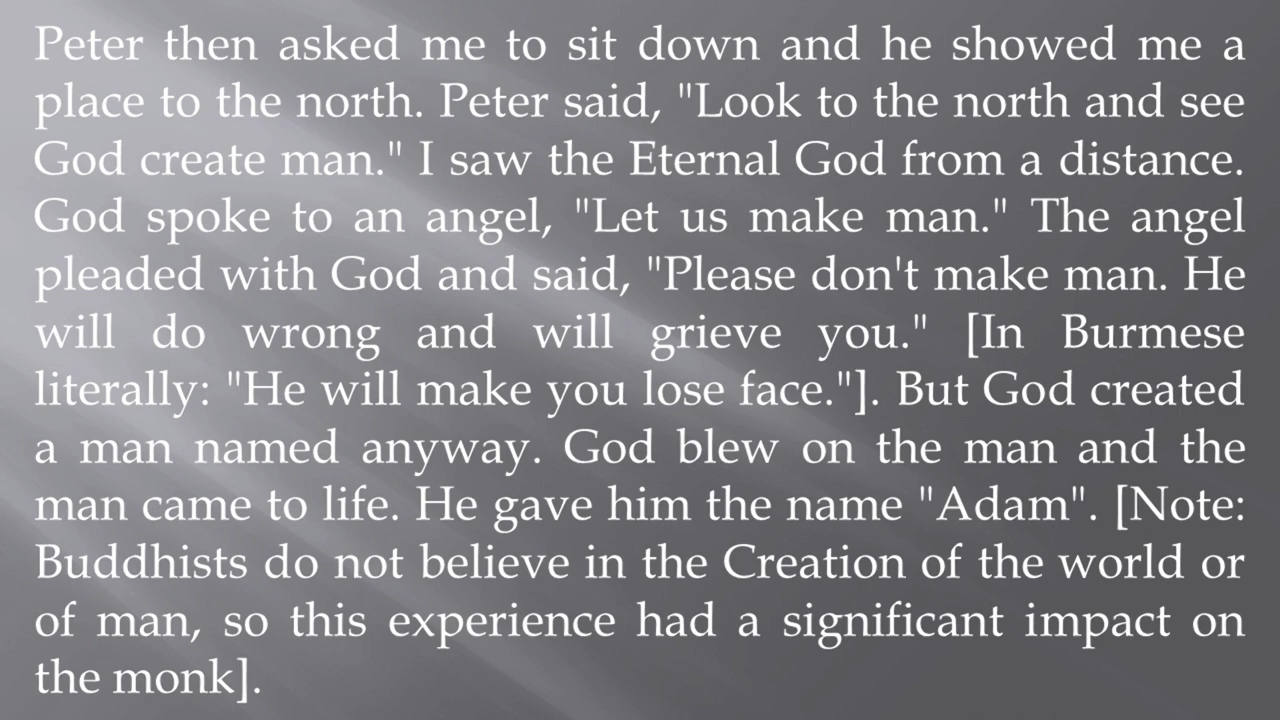 Peter then asked me to sit down and he showed me a
place to the north. Peter said, "Look to the north and see
God create man." I saw the Eternal God from a distance.
God spoke to an angel, "Let us make man." The angel
pleaded with God and said, "Please don't make man. He
will do wrong and will grieve you." [In Burmese
literally: "He will make you lose face."]. But God created
a man named anyway. God blew on the man and the
man came to life. He gave him the name "Adam". [Note:
Buddhists do not believe in the Creation of the world or
of man, so this experience had a significant impact on
the monk].